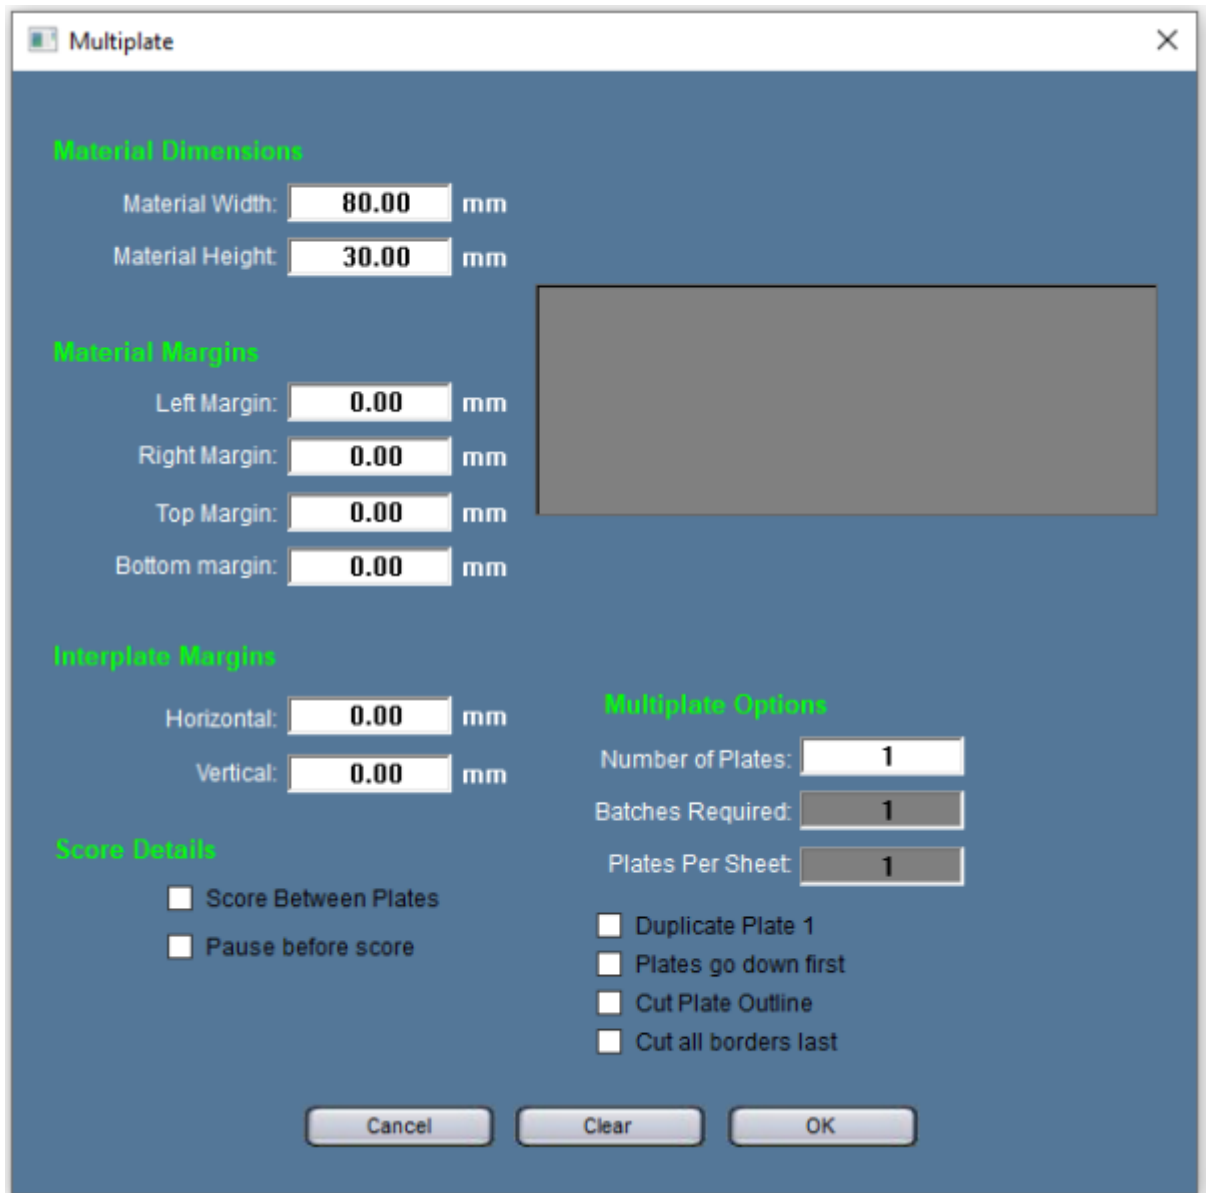 Multiplate
Material Dimensions
Material Width: 80.00 mm
Material Height: 30.00 mm
Material Margins
Left Margin: 0.00 mm
Right Margin: 0.00 mm
Top Margin: 0.00 mm
Bottom margin: 0.00 mm
Interplate Margins
Horizontal: 0.00 mm
Vertical: 0.00 mm
Score Details
Score Between Plates
Pause before score
Multiplate Options
Number of Plates: 1
Batches Required: 1
Plates Per Sheet: 1
Duplicate Plate 1
Plates go down first
Cut Plate Outline
Cut all borders last
Cancel Clear OK